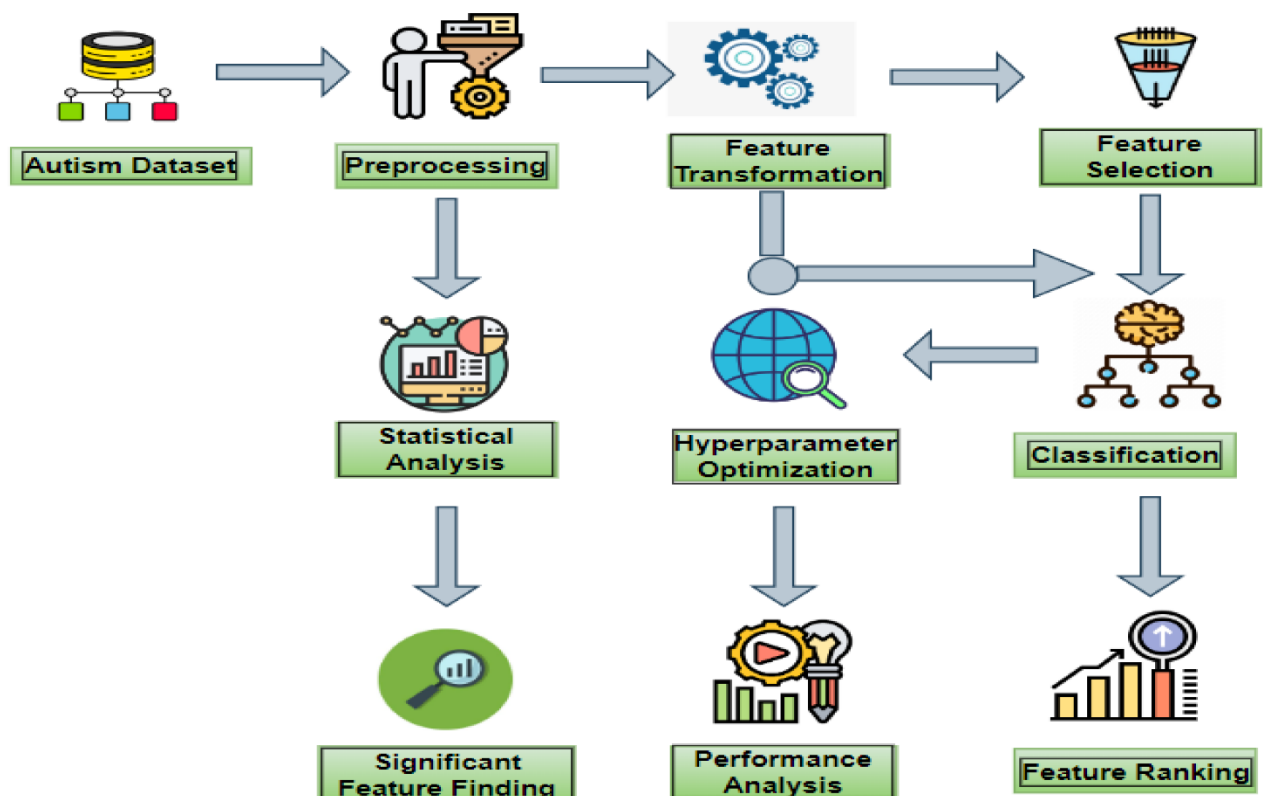 Autism Dataset
Preprocessing
Feature
Transformation
Feature
Selection
Statistical
Analysis
Hyperparameter
Optimization
Classification
Significant
Feature Finding
Performance
Analysis
Feature Ranking